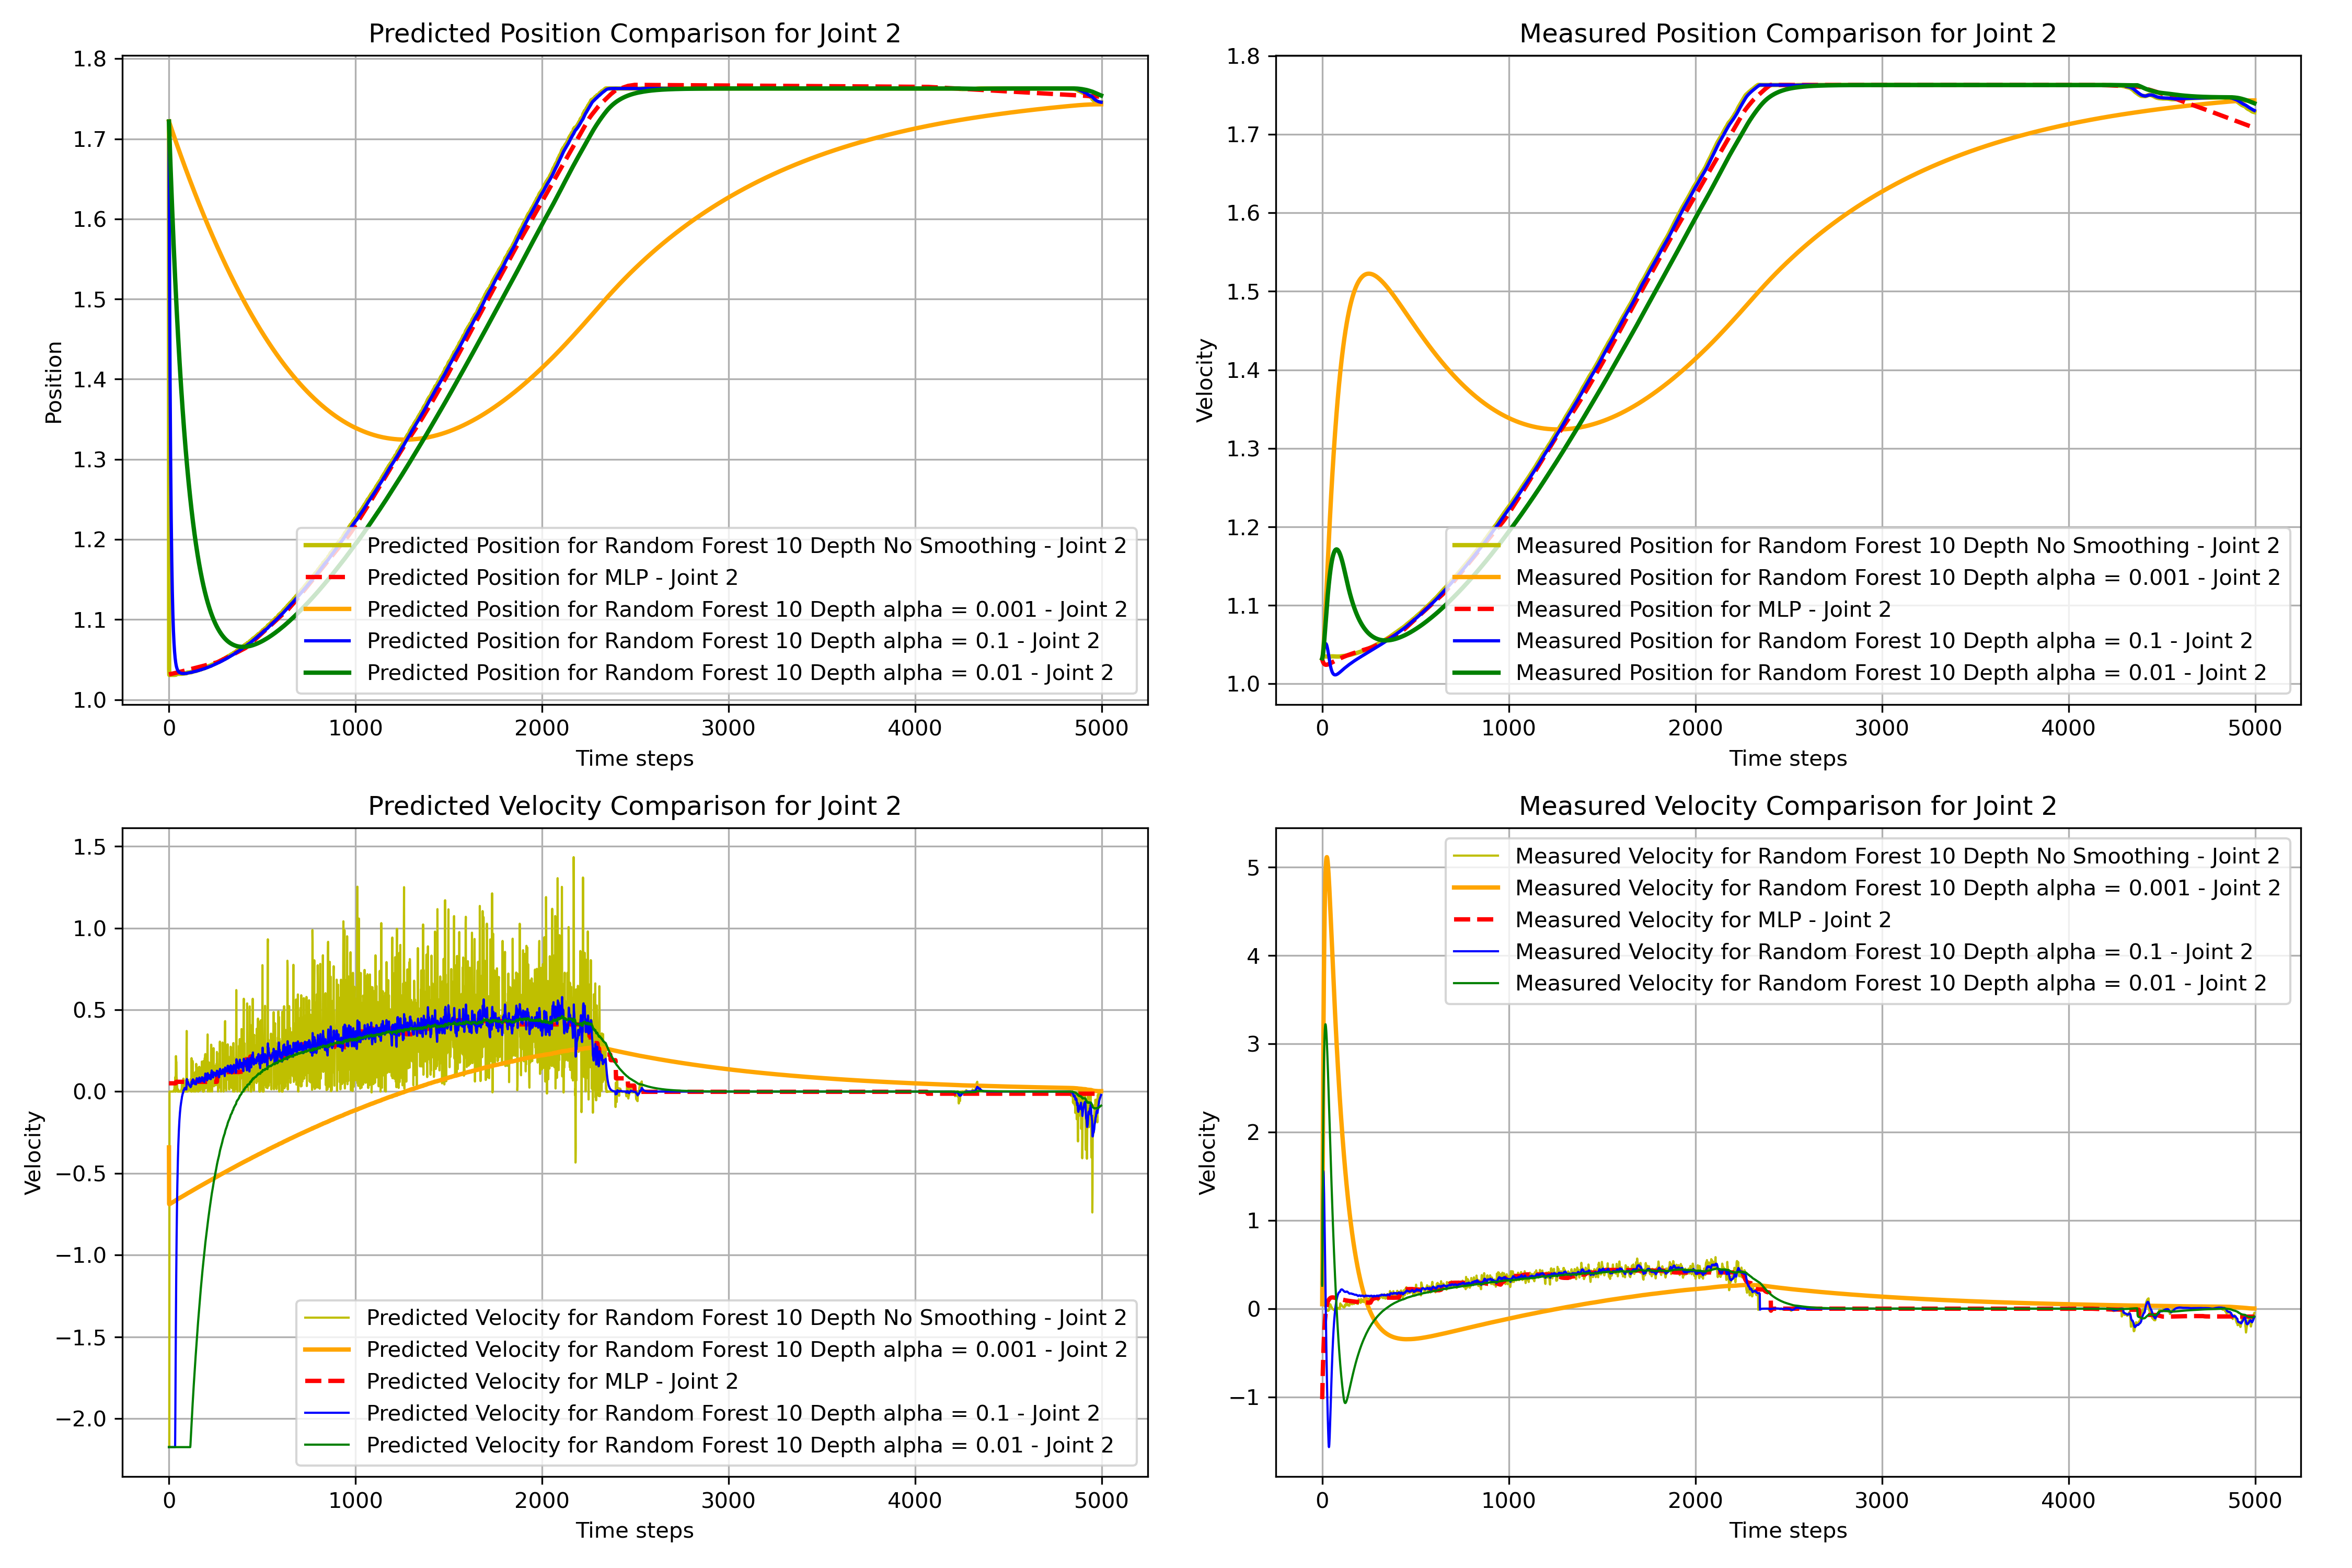 Predicted Position Comparison for Joint 2
1.8
1.7
1.6
1.5
1.4
1.3
1.2
1.1
1.0
Position
Predicted Position for Random Forest 10 Depth No Smoothing - Joint 2
Predicted Position for MLP - Joint 2
Predicted Position for Random Forest 10 Depth alpha = 0.001 - Joint 2
Predicted Position for Random Forest 10 Depth alpha = 0.1 - Joint 2
Predicted Position for Random Forest 10 Depth alpha = 0.01 - Joint 2
0 1000 2000 3000 4000 5000
Time steps
Measured Position Comparison for Joint 2
1.8
1.7
1.6
1.5
1.4
1.3
1.2
1.1
1.0
Velocity
Measured Position for Random Forest 10 Depth No Smoothing - Joint 2
Measured Position for Random Forest 10 Depth alpha = 0.001 - Joint 2
Measured Position for MLP - Joint 2
Measured Position for Random Forest 10 Depth alpha = 0.1 - Joint 2
Measured Position for Random Forest 10 Depth alpha = 0.01 - Joint 2
0 1000 2000 3000 4000 5000
Time steps
Predicted Velocity Comparison for Joint 2
1.5
1.0
0.5
0.0
−0.5
−1.0
−1.5
−2.0
Velocity
Predicted Velocity for Random Forest 10 Depth No Smoothing - Joint 2
Predicted Velocity for Random Forest 10 Depth alpha = 0.001 - Joint 2
Predicted Velocity for MLP - Joint 2
Predicted Velocity for Random Forest 10 Depth alpha = 0.1 - Joint 2
Predicted Velocity for Random Forest 10 Depth alpha = 0.01 - Joint 2
0 1000 2000 3000 4000 5000
Time steps
Measured Velocity Comparison for Joint 2
5
4
3
2
1
0
−1
Velocity
Measured Velocity for Random Forest 10 Depth No Smoothing - Joint 2
Measured Velocity for Random Forest 10 Depth alpha = 0.001 - Joint 2
Measured Velocity for MLP - Joint 2
Measured Velocity for Random Forest 10 Depth alpha = 0.1 - Joint 2
Measured Velocity for Random Forest 10 Depth alpha = 0.01 - Joint 2
0 1000 2000 3000 4000 5000
Time steps